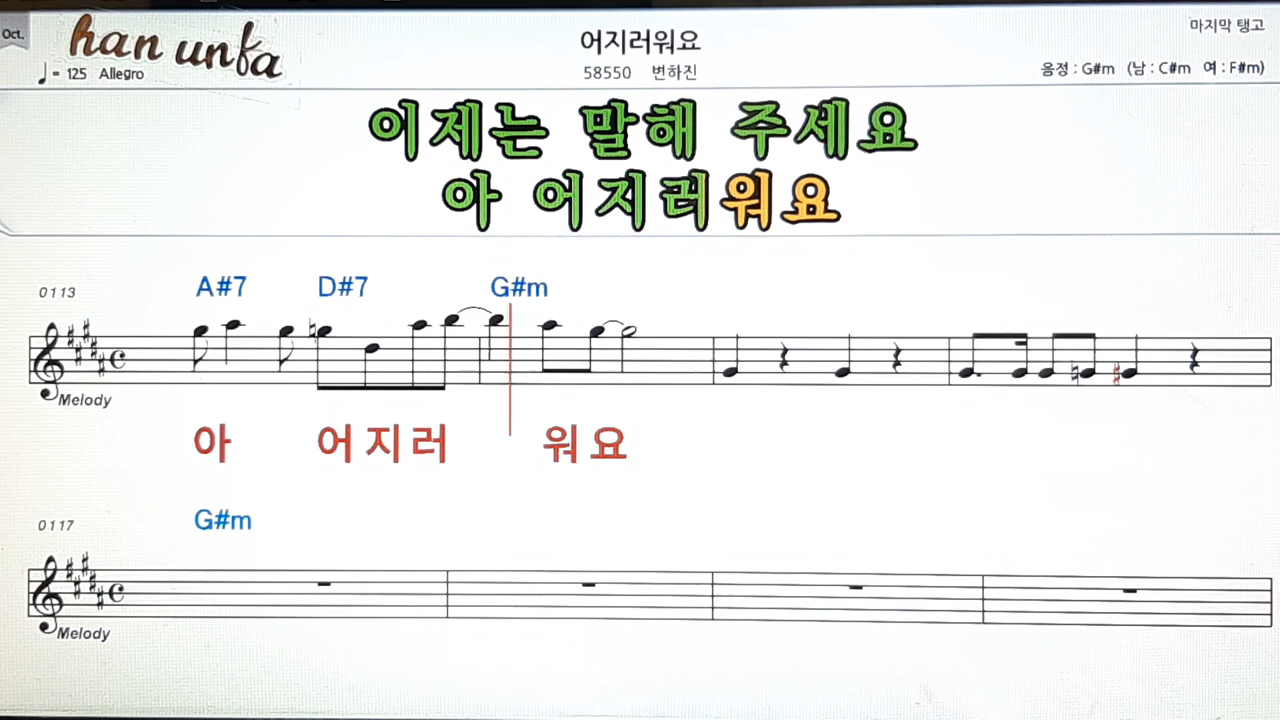 Oct.
han unfa
어지러워요
마지막 탱고
♩= 125 Allegro
58550 변하진
음정 : G#m (남 : C#m 여 : F#m)
이제는 말해 주세요
아 어지러워요
A#7 D#7 G#m
0113
Melody
아 어지러 워요
G#m
0117
Melody